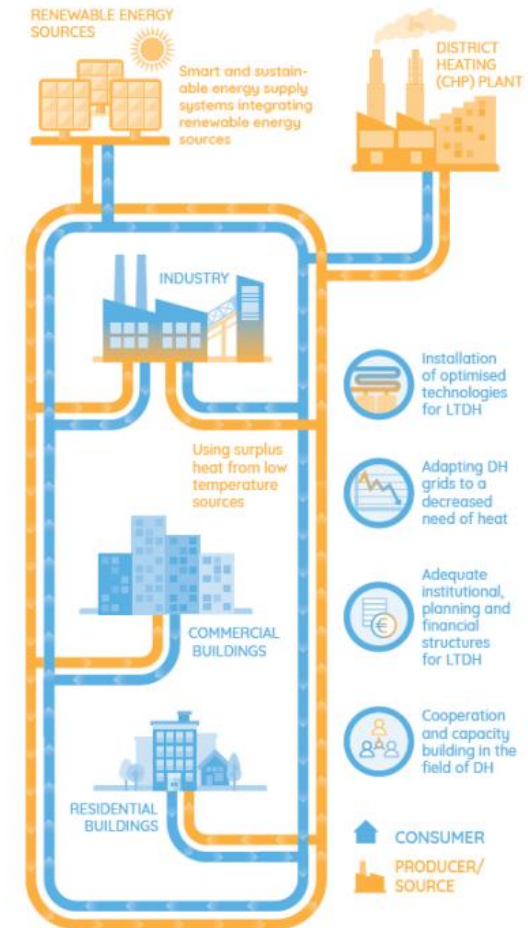 RENEWABLE ENERGY
SOURCES
Smart and sustain-
able energy supply
systems integrating
renewable energy
sources
DISTRICT
HEATING
(CHP) PLANT
INDUSTRY
Using surplus
heat from low
temperature
sources
COMMERCIAL
BUILDINGS
RESIDENTIAL
BUILDINGS
Installation
of optimised
technologies
for LTDH
Adapting DH
grids to a
decreased
need of heat
Adequate
institutional,
planning and
financial
structures
for LTDH
€
Cooperation
and capacity
building in the
field of DH
CONSUMER
PRODUCER/
SOURCE